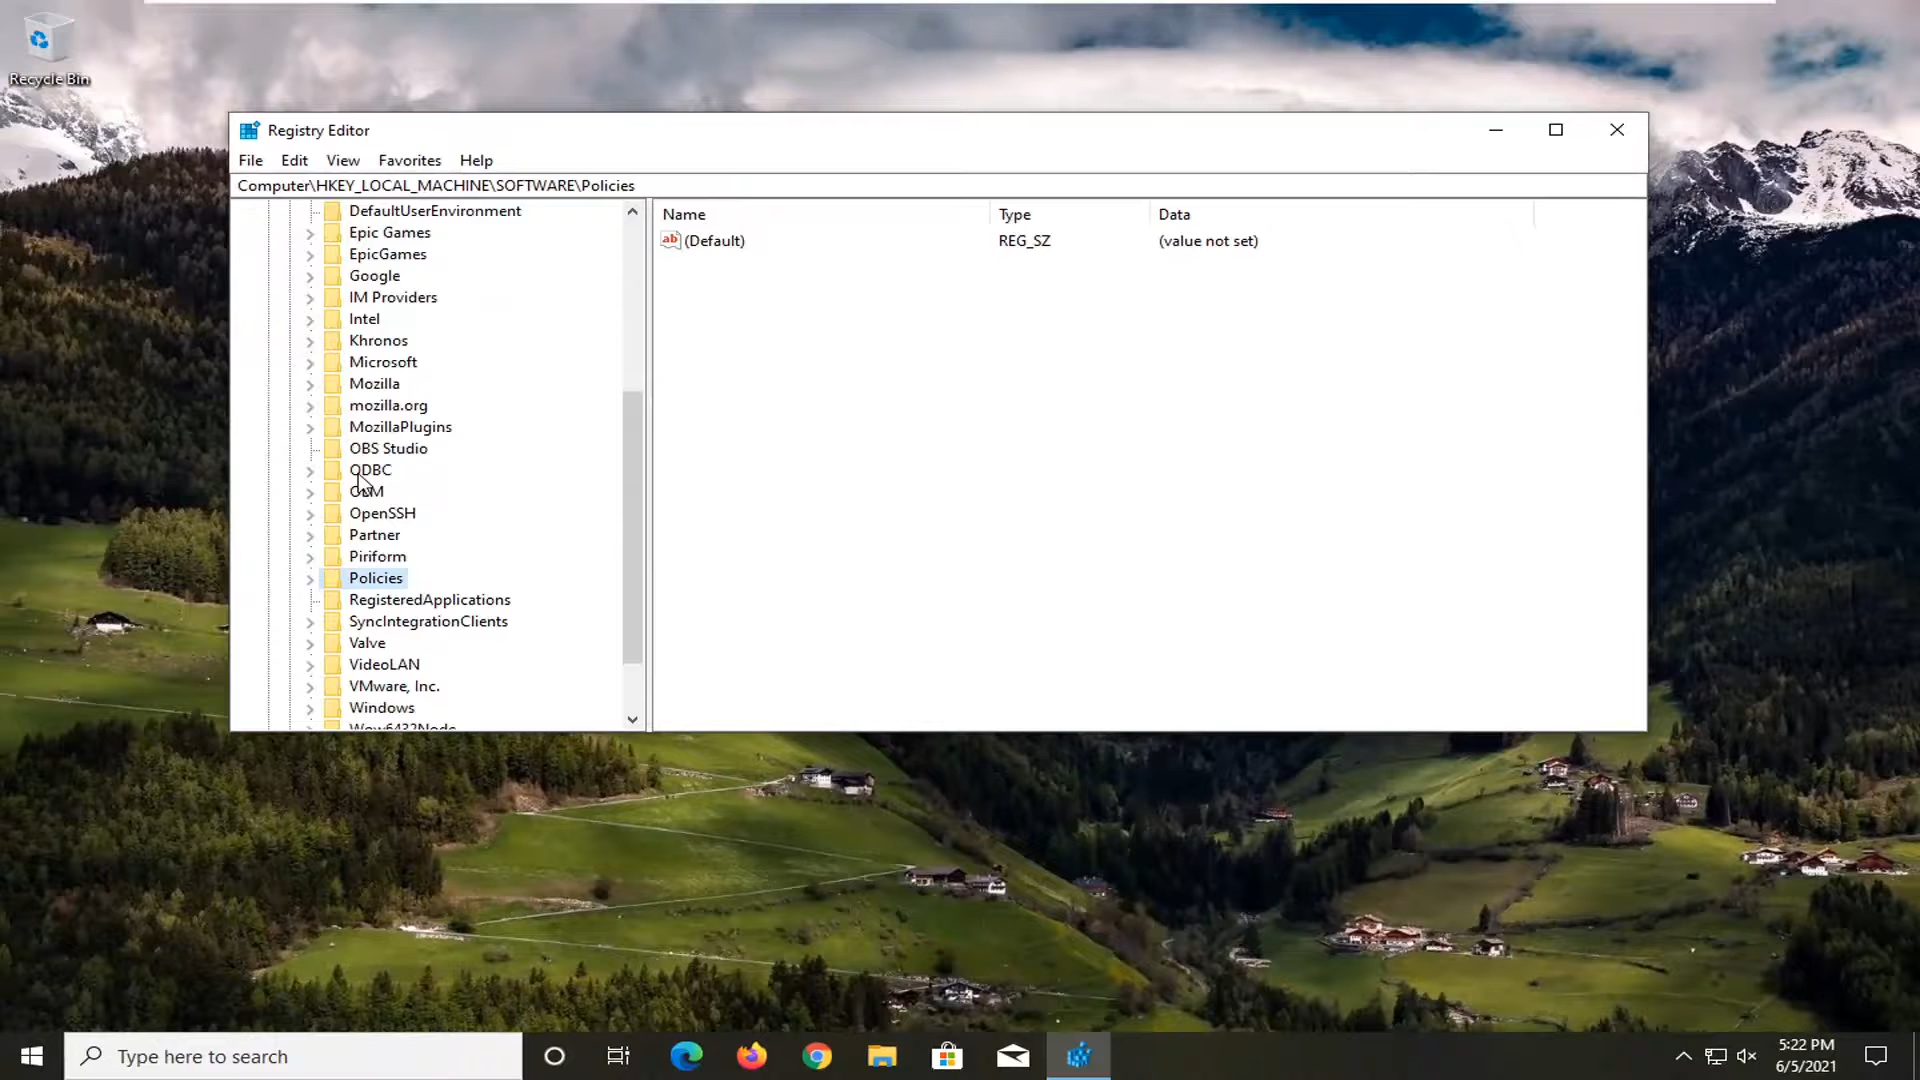 Recycle Bin
Registry Editor
File Edit View Favorites Help
Computer\HKEY_LOCAL_MACHINE\SOFTWARE\Policies
DefaultUserEnvironment
Epic Games
EpicGames
Google
IM Providers
Intel
Khronos
Microsoft
Mozilla
mozilla.org
MozillaPlugins
OBS Studio
ODBC
OEM
OpenSSH
Partner
Piriform
Policies
RegisteredApplications
SyncIntegrationClients
Valve
VideoLAN
VMware, Inc.
Windows
Wow6432Node
Name Type Data
ab (Default) REG_SZ (value not set)
Type here to search
5:22 PM
6/5/2021